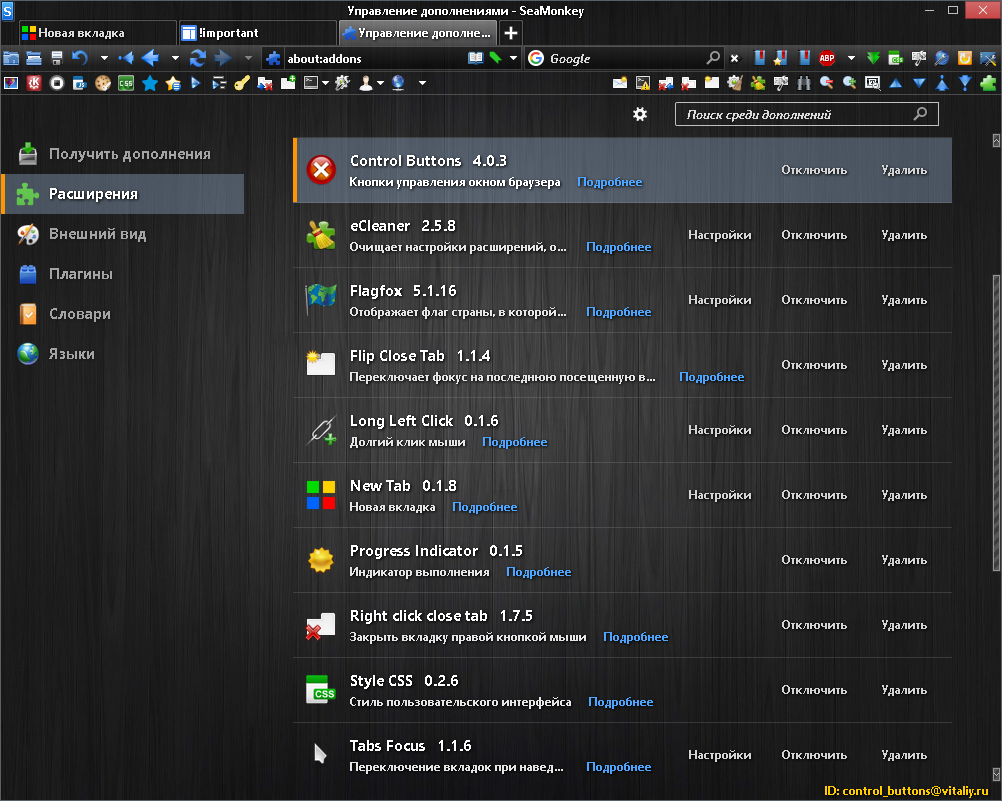 S Управление дополнениями - SeaMonkey
Новая вкладка
!important
Управление дополне...
about:addons
Google
ABP
CSS
Поиск среди дополнений
Получить дополнения
Расширения
Внешний вид
Плагины
Словари
Языки
Control Buttons 4.0.3
Кнопки управления окном браузера Подробнее
Отключить Удалить
eCleaner 2.5.8
Очищает настройки расширений, о... Подробнее
Настройки Отключить Удалить
Flagfox 5.1.16
Отображает флаг страны, в которой... Подробнее
Настройки Отключить Удалить
Flip Close Tab 1.1.4
Переключает фокус на последнюю посещенную в... Подробнее
Отключить Удалить
Long Left Click 0.1.6
Долгий клик мыши Подробнее
Настройки Отключить Удалить
New Tab 0.1.8
Новая вкладка Подробнее
Настройки Отключить Удалить
Progress Indicator 0.1.5
Индикатор выполнения Подробнее
Отключить Удалить
Right click close tab 1.7.5
Закрыть вкладку правой кнопкой мыши Подробнее
Отключить Удалить
CSS
Style CSS 0.2.6
Стиль пользовательского интерфейса Подробнее
Отключить Удалить
Tabs Focus 1.1.6
Переключение вкладок при навед... Подробнее
Настройки Отключить Удалить
ID: control_buttons@vitaliy.ru